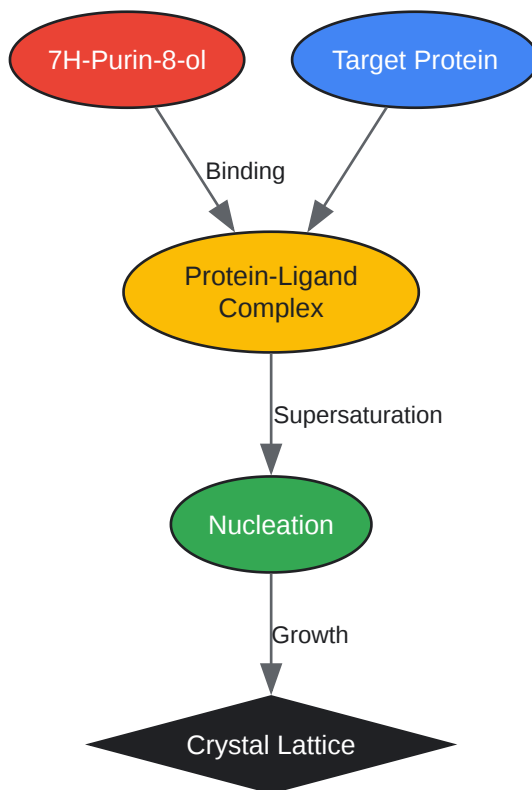 7H-Purin-8-ol
Target Protein
Binding
Protein-Ligand
Complex
Supersaturation
Nucleation
Growth
Crystal Lattice